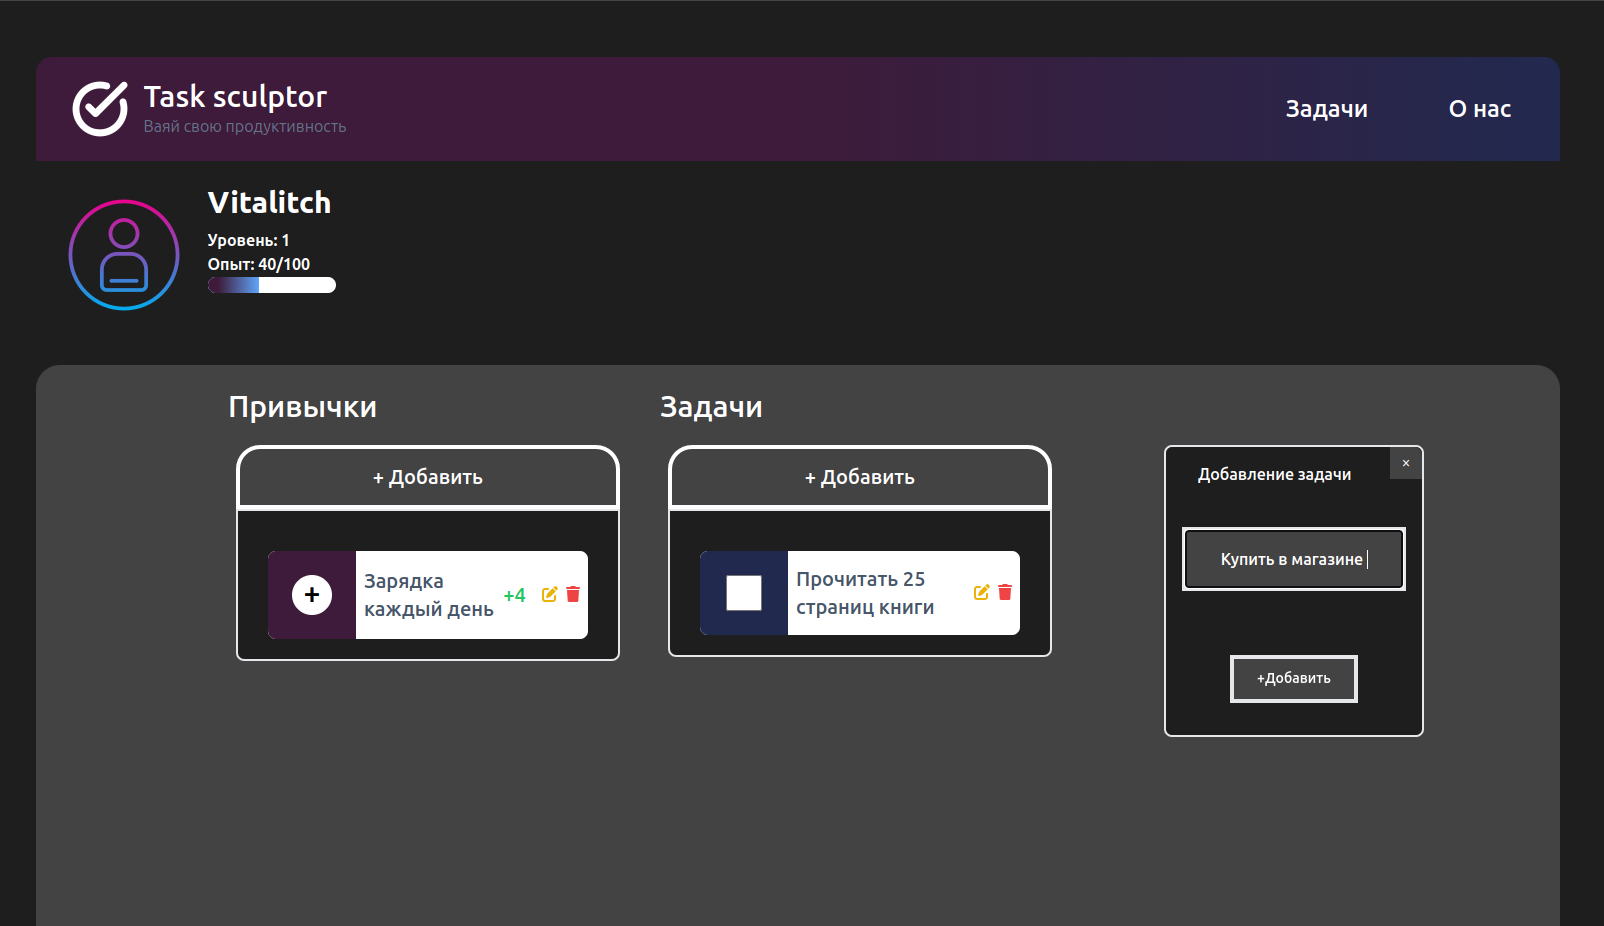 Task sculptor
Ваяй свою продуктивность
Задачи
О нас
Vitalitch
Уровень: 1
Опыт: 40/100
Привычки
+ Добавить
+
Зарядка
каждый день
+4
Задачи
+ Добавить
Прочитать 25
страниц книги
×
Добавление задачи
Купить в магазине
+Добавить